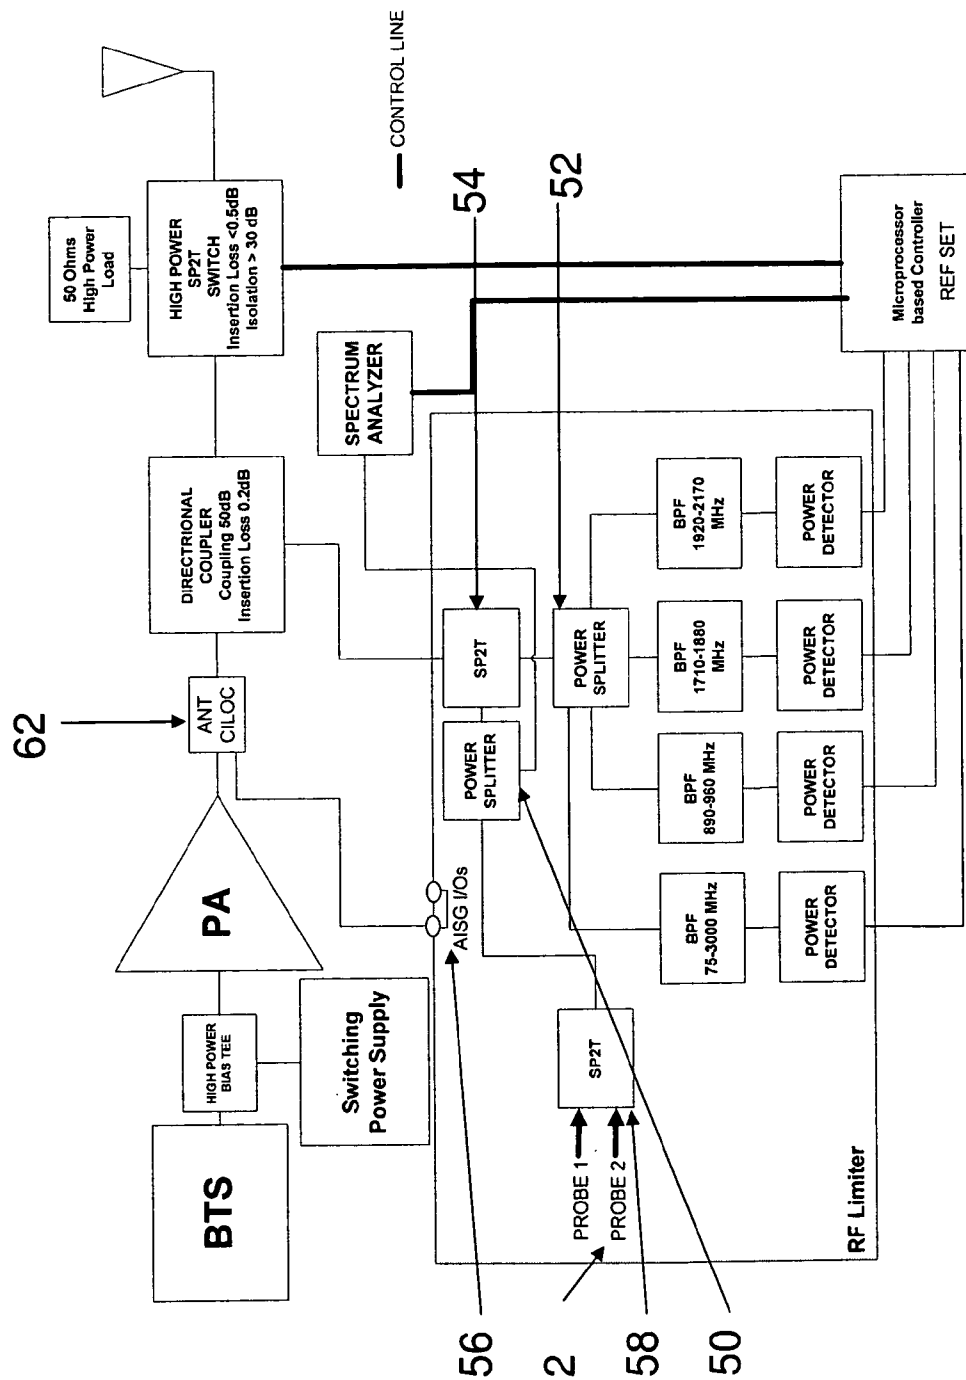 62
BTS
HIGH POWER
BIAS TEE
Switching
Power Supply
PA
ANT
CILOC
DIRECTRIONAL
COUPLER
Coupling 50dB
Insertion Loss 0.2dB
HIGH POWER
SP2T
SWITCH
Insertion Loss <0.5dB
Isolation > 30 dB
50 Ohms
High Power
Load
CONTROL LINE
SPECTRUM
ANALYZER
54
52
56
2
58
50
AISG I/Os
PROBE 1
PROBE 2
SP2T
POWER
SPLITTER
SP2T
POWER
SPLITTER
BPF
75-3000 MHz
BPF
890-960 MHz
BPF
1710-1880
MHz
BPF
1920-2170
MHz
POWER
DETECTOR
POWER
DETECTOR
POWER
DETECTOR
POWER
DETECTOR
RF Limiter
Microprocessor
based Controller
REF SET